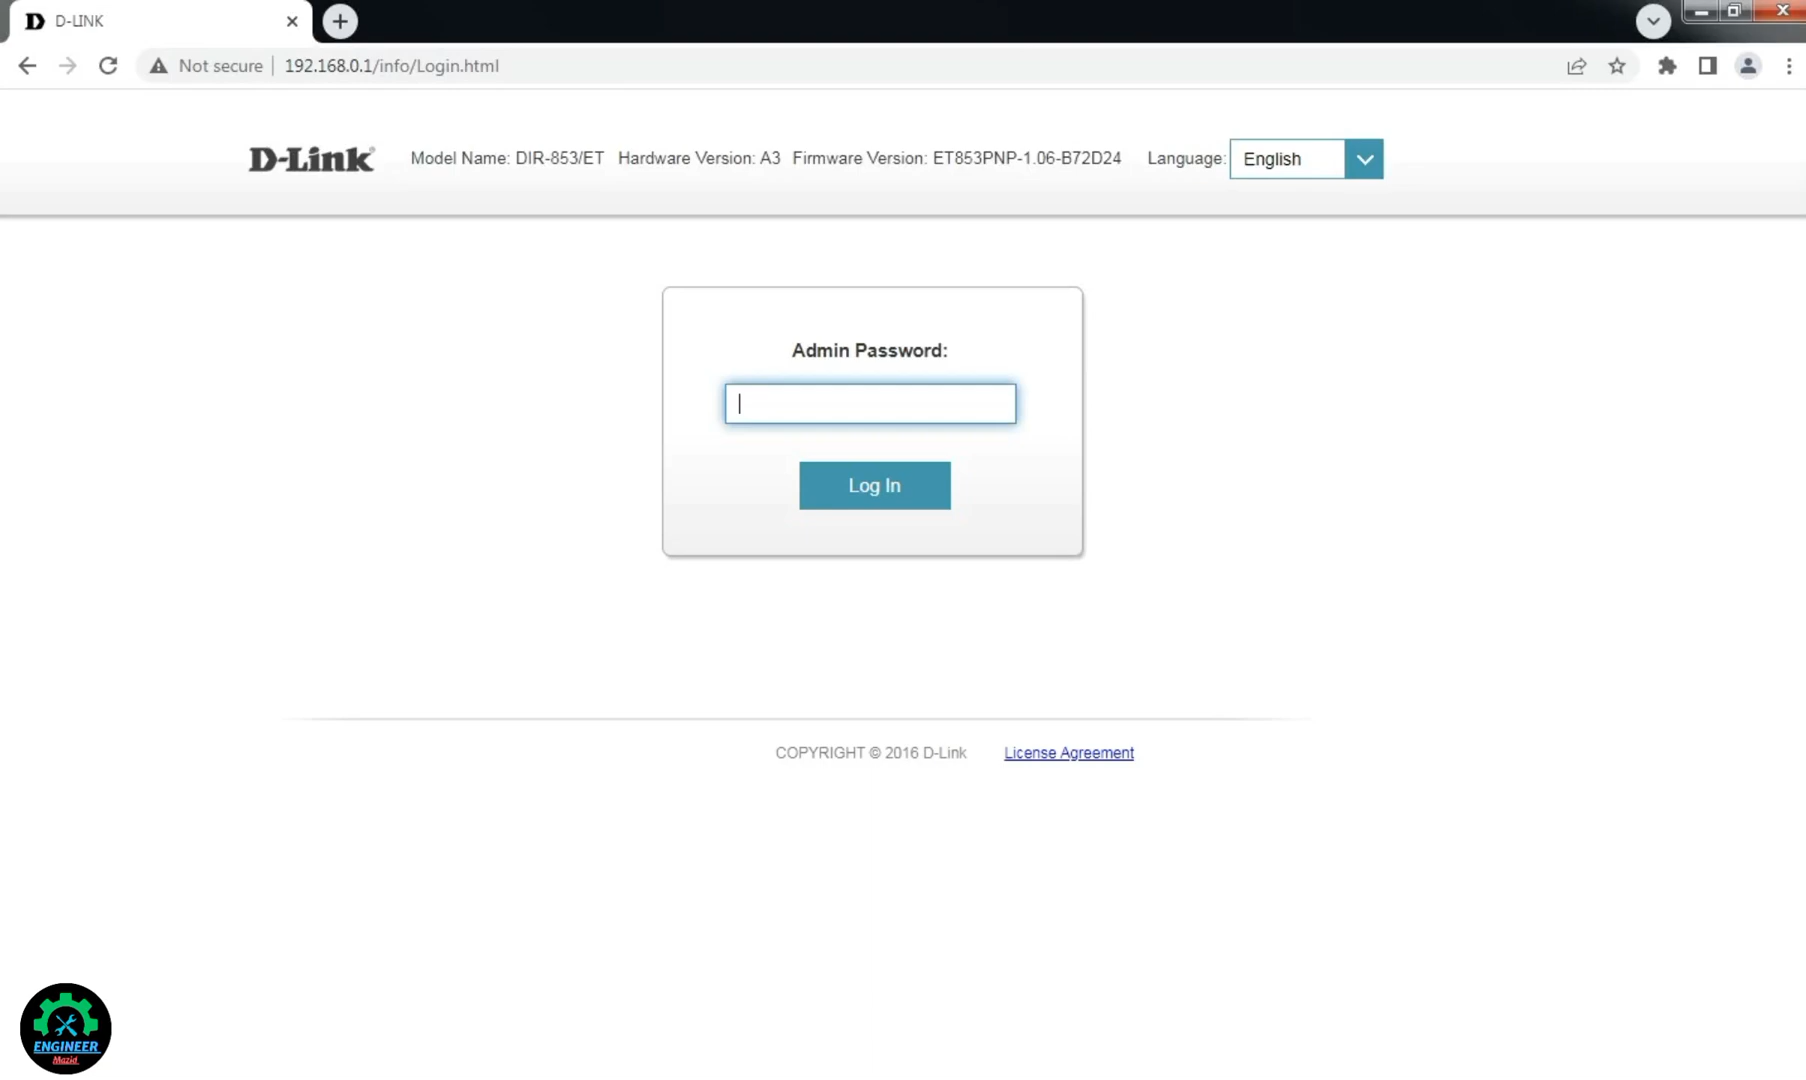 D-LINK
Not secure 192.168.0.1/info/Login.html
D-Link Model Name: DIR-853/ET Hardware Version: A3 Firmware Version: ET853PNP-1.06-B72D24 Language: English
Admin Password:
Log In
COPYRIGHT © 2016 D-Link License Agreement
ENGINEER
Mazid